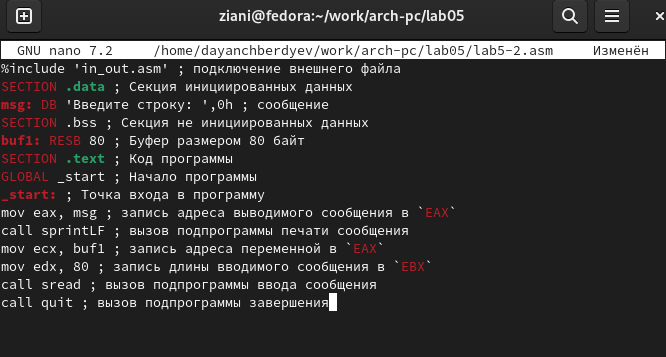 ziani@fedora:~/work/arch-pc/lab05
GNU nano 7.2 /home/dayanchberdyev/work/arch-pc/lab05/lab5-2.asm Изменён
%include 'in_out.asm' ; подключение внешнего файла
SECTION .data ; Секция инициированных данных
msg: DB 'Введите строку: ',0h ; сообщение
SECTION .bss ; Секция не инициированных данных
buf1: RESB 80 ; Буфер размером 80 байт
SECTION .text ; Код программы
GLOBAL _start ; Начало программы
_start: ; Точка входа в программу
mov eax, msg ; запись адреса выводимого сообщения в `EAX`
call sprintLF ; вызов подпрограммы печати сообщения
mov ecx, buf1 ; запись адреса переменной в `EAX`
mov edx, 80 ; запись длины вводимого сообщения в `EBX`
call sread ; вызов подпрограммы ввода сообщения
call quit ; вызов подпрограммы завершения